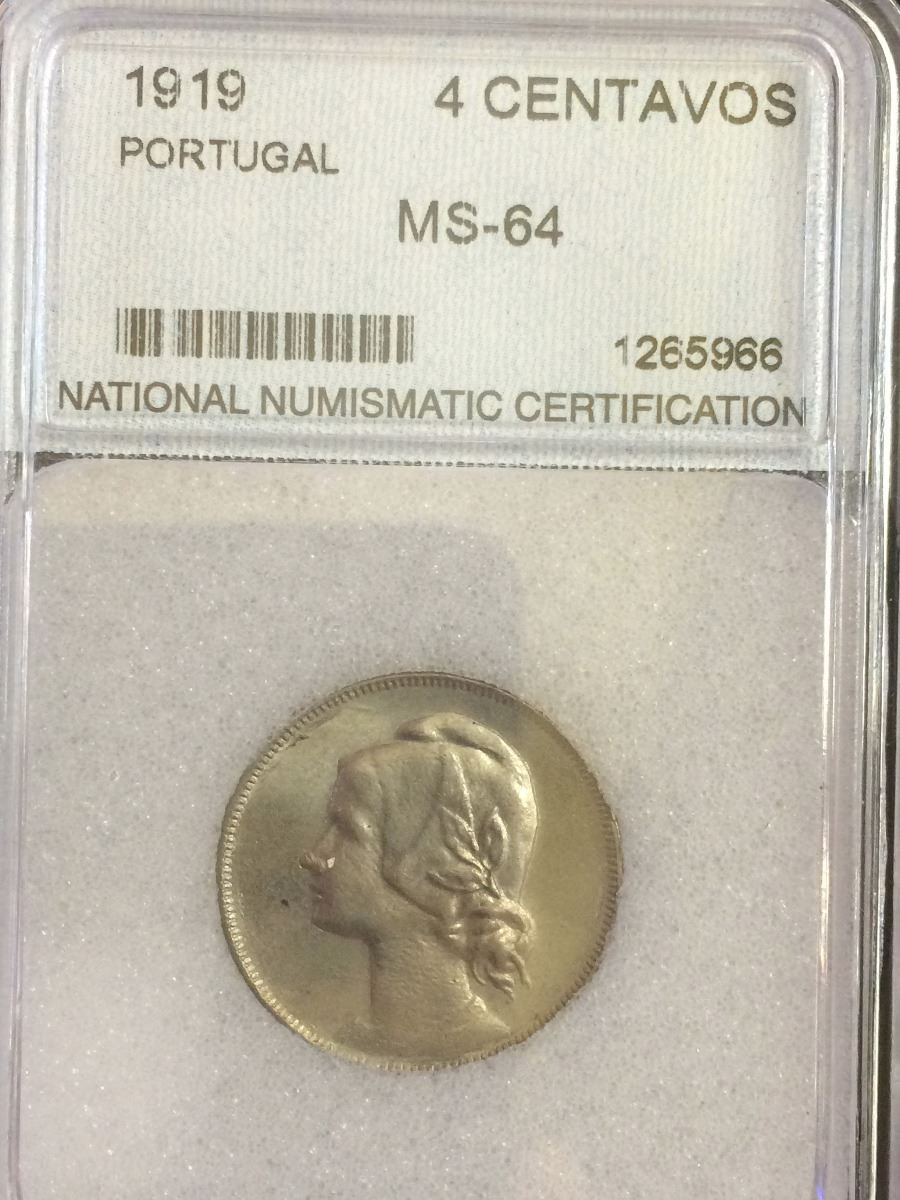 1919 4 CENTAVOS
PORTUGAL
MS-64
1265966
NATIONAL NUMISMATIC CERTIFICATION